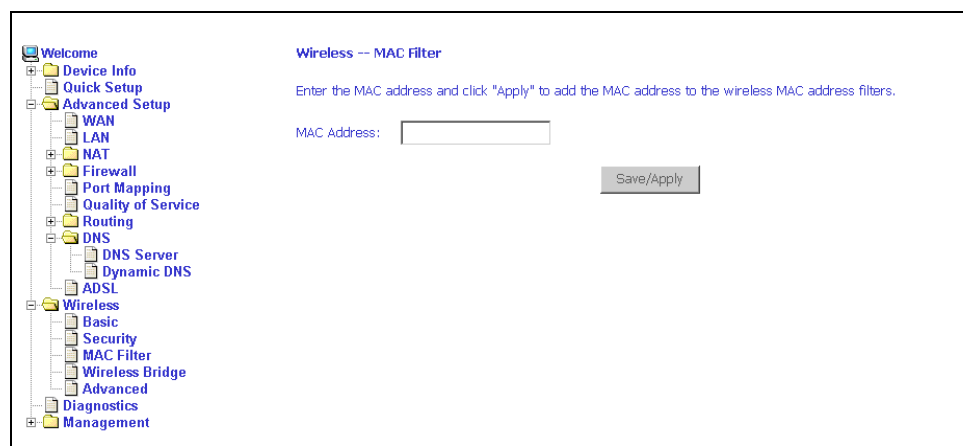 Welcome
Device Info
Quick Setup
Advanced Setup
WAN
LAN
NAT
Firewall
Port Mapping
Quality of Service
Routing
DNS
DNS Server
Dynamic DNS
ADSL
Wireless
Basic
Security
MAC Filter
Wireless Bridge
Advanced
Diagnostics
Management
Wireless -- MAC Filter
Enter the MAC address and click "Apply" to add the MAC address to the wireless MAC address filters.
MAC Address:
Save/Apply